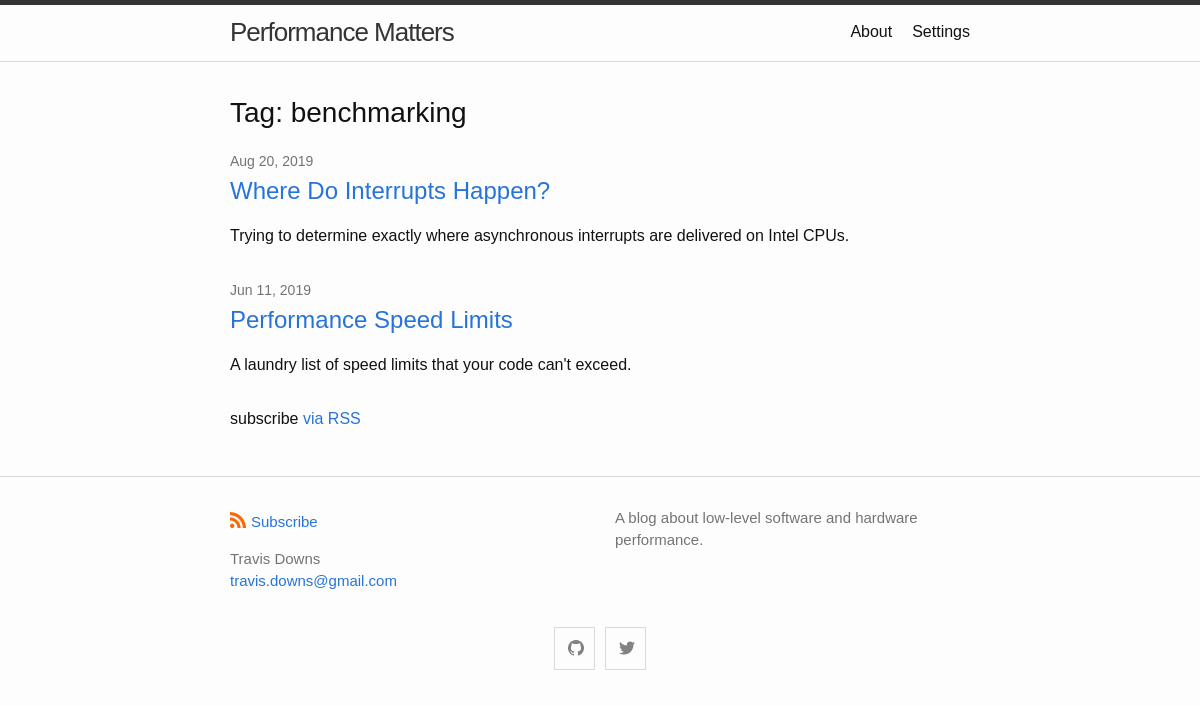 Performance Matters
About
Settings
Tag: benchmarking
Aug 20, 2019
Where Do Interrupts Happen?
Trying to determine exactly where asynchronous interrupts are delivered on Intel CPUs.
Jun 11, 2019
Performance Speed Limits
A laundry list of speed limits that your code can't exceed.
subscribe via RSS
Subscribe
Travis Downs
travis.downs@gmail.com
A blog about low-level software and hardware
performance.